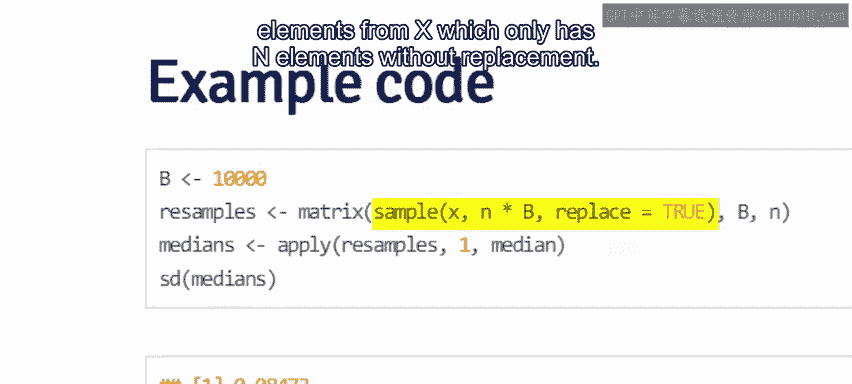 elements from X which only has
N elements without replacement.
Example code
B <- 10000
resamples <- matrix(sample(x, n * B, replace = TRUE), B, n)
medians <- apply(resamples, 1, median)
sd(medians)